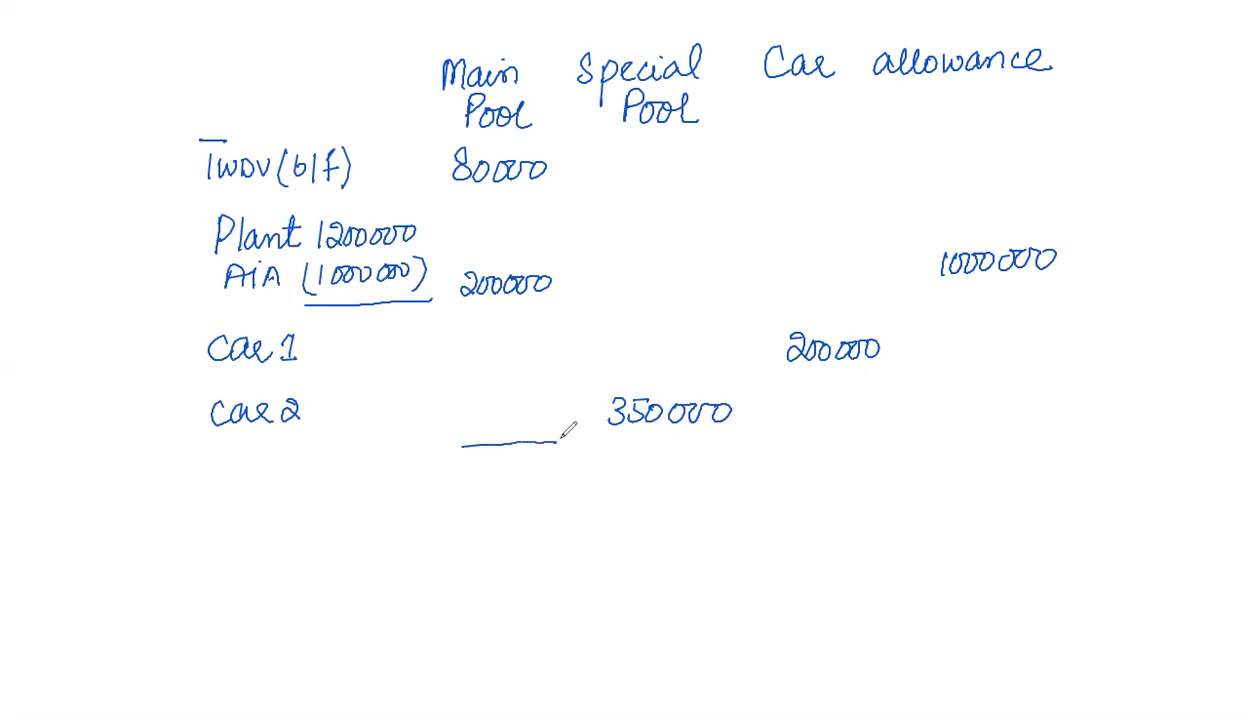 Main Special Car allowance
Pool Pool
TWDV (b/f) 80000
Plant 1200000
AIA (1000000) 200000 1000000
Car 1 200000
Car 2 350000